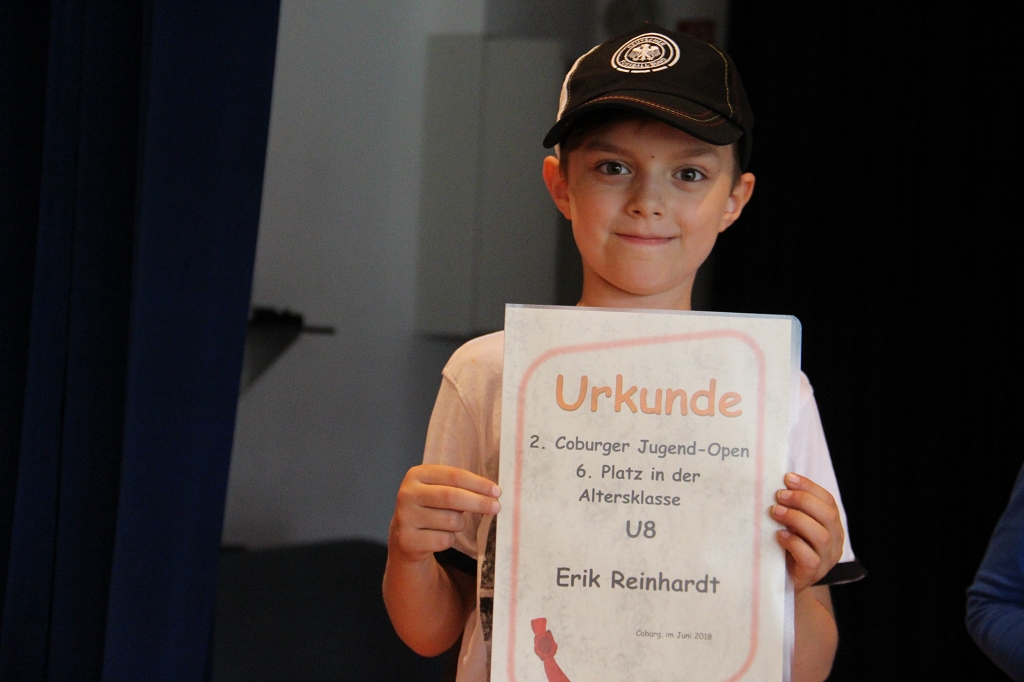 Urkunde
2. Coburger Jugend-Open
6. Platz in der
Altersklasse
U8
Erik Reinhardt
Coburg, im Juni 2018